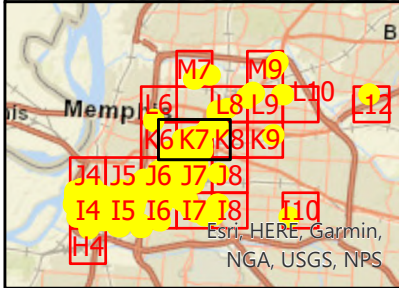 M7 M9
B
L6 L8 L9 L10 L12
Memphis
K6 K7 K8 K9
J4 J5 J6 J7 J8
I4 I5 I6 I7 I8 I10
H4
Esri, HERE, Garmin,
NGA, USGS, NPS